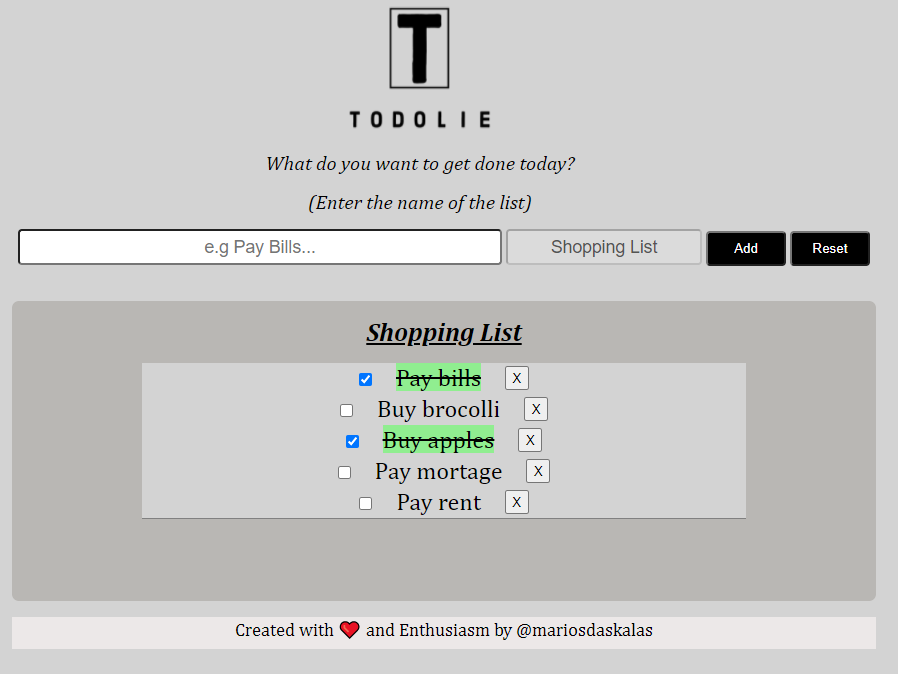 T
TODOLIE
What do you want to get done today?
(Enter the name of the list)
e.g Pay Bills... Shopping List Add Reset
Shopping List
Pay bills X
Buy brocolli X
Buy apples X
Pay mortage X
Pay rent X
Created with ❤️ and Enthusiasm by @mariosdaskalas